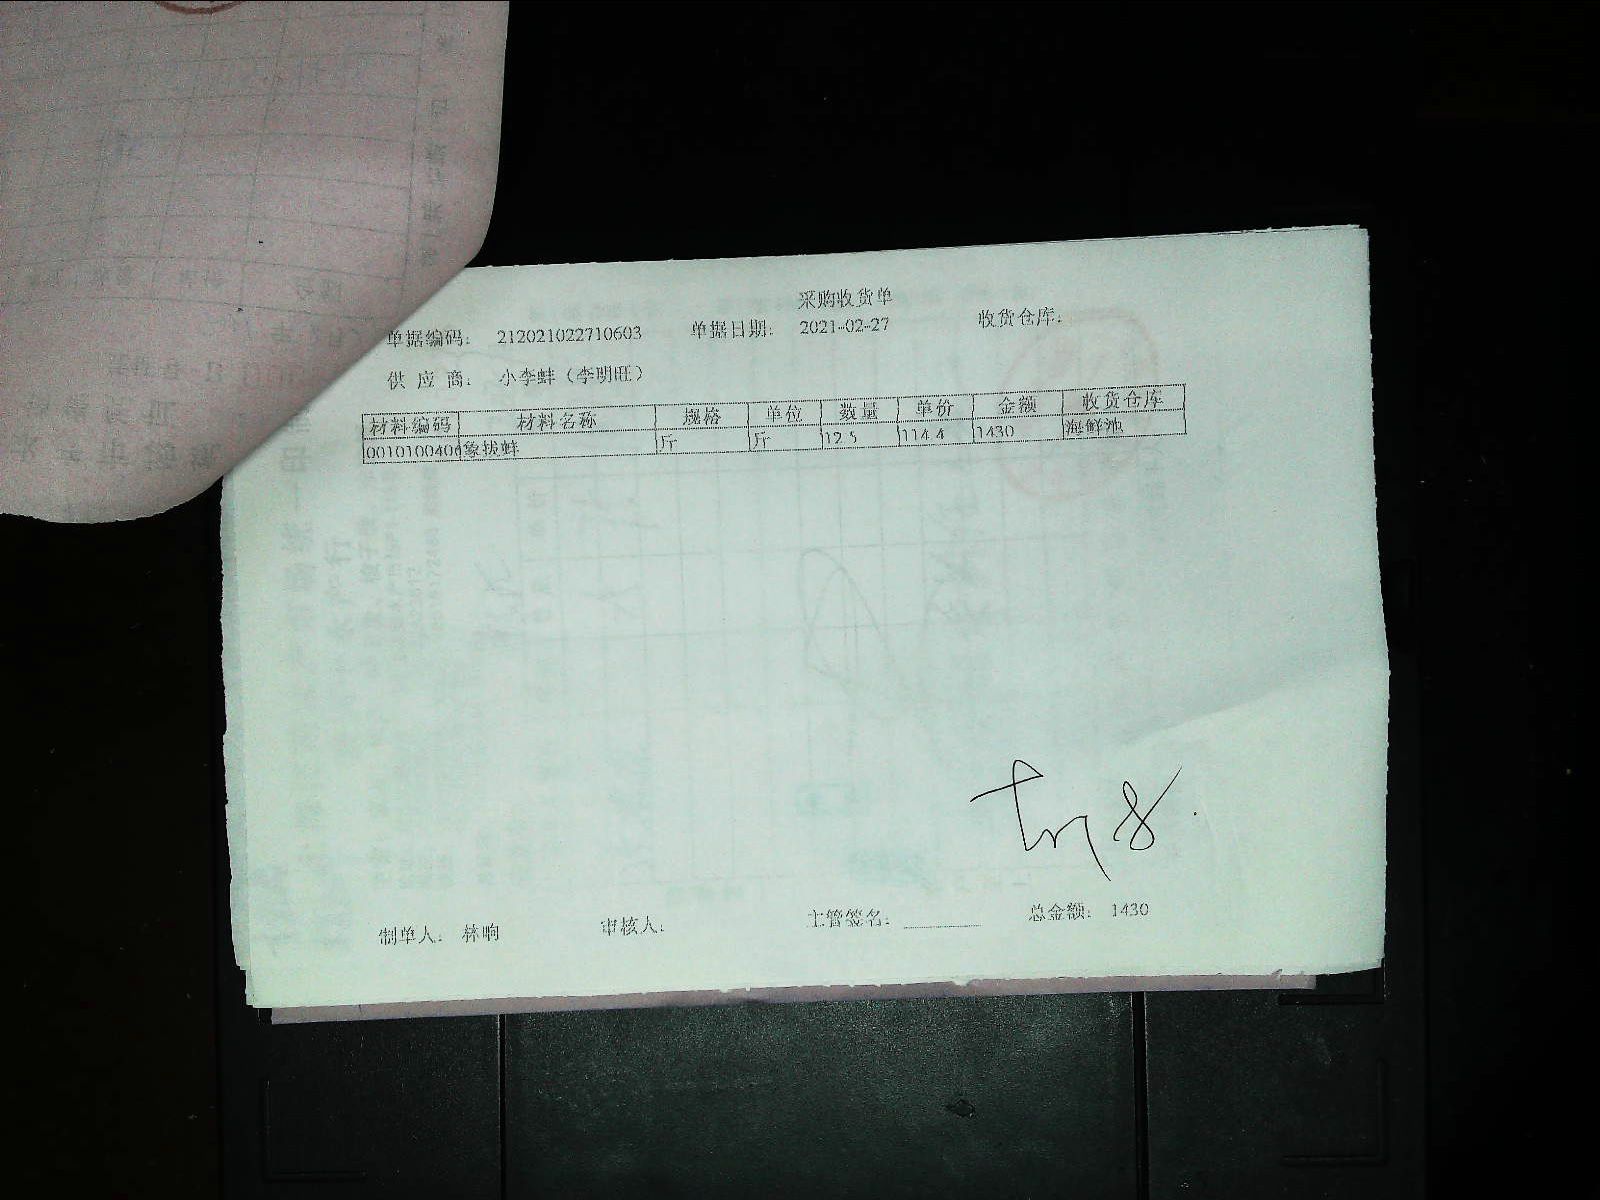 采购收货单
单据编码: 212021022710603 单据日期: 2021-02-27 收货仓库:
供 应 商: 小李蚌（李明旺）
材料编码 材料名称 规格 单位 数量 单价 金额 收货仓库
0010100406 象拔蚌 斤 斤 12.5 114.4 1430 海鲜池
制单人: 林响 审核人: 主管签名: 总金额: 1430